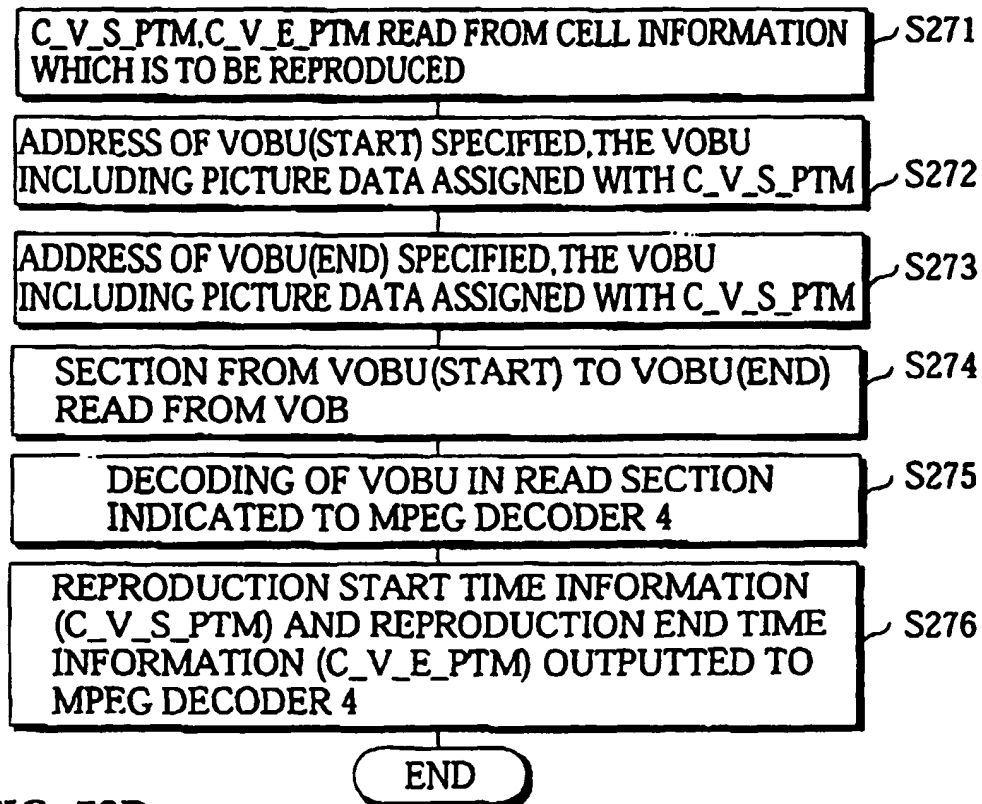 C_V_S_PTM,C_V_E_PTM READ FROM CELL INFORMATION
WHICH IS TO BE REPRODUCED
S271
ADDRESS OF VOBU(START) SPECIFIED,THE VOBU
INCLUDING PICTURE DATA ASSIGNED WITH C_V_S_PTM
S272
ADDRESS OF VOBU(END) SPECIFIED,THE VOBU
INCLUDING PICTURE DATA ASSIGNED WITH C_V_S_PTM
S273
SECTION FROM VOBU(START) TO VOBU(END)
READ FROM VOB
S274
DECODING OF VOBU IN READ SECTION
INDICATED TO MPEG DECODER 4
S275
REPRODUCTION START TIME INFORMATION
(C_V_S_PTM) AND REPRODUCTION END TIME
INFORMATION (C_V_E_PTM) OUTPUTTED TO
MPEG DECODER 4
S276
END